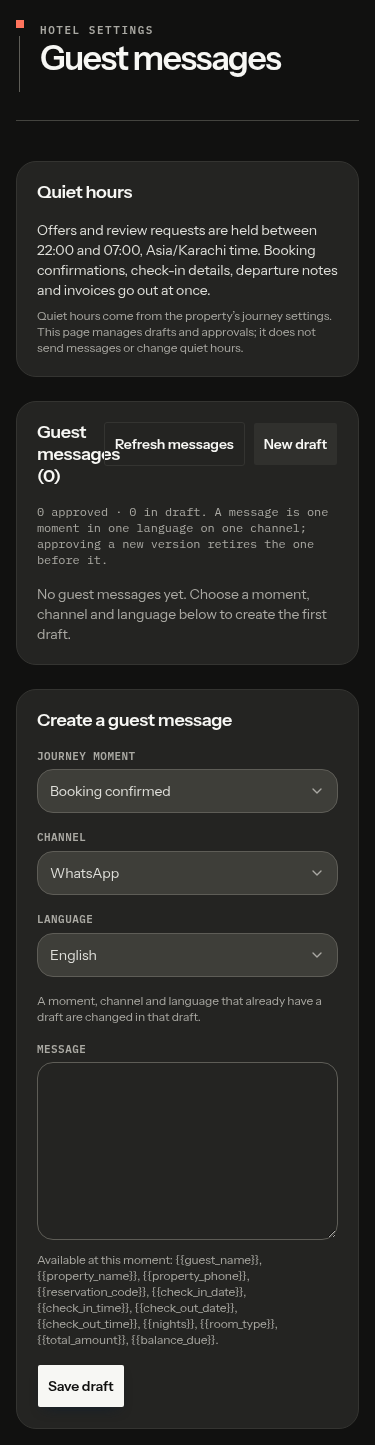 HOTEL SETTINGS
Guest messages
Quiet hours
Offers and review requests are held between
22:00 and 07:00, Asia/Karachi time. Booking
confirmations, check-in details, departure notes
and invoices go out at once.
Quiet hours come from the property's journey settings.
This page manages drafts and approvals; it does not
send messages or change quiet hours.
Guest
messages
(0)
Refresh messages
New draft
0 approved · 0 in draft. A message is one
moment in one language on one channel;
approving a new version retires the one
before it.
No guest messages yet. Choose a moment,
channel and language below to create the first
draft.
Create a guest message
JOURNEY MOMENT
Booking confirmed
CHANNEL
WhatsApp
LANGUAGE
English
A moment, channel and language that already have a
draft are changed in that draft.
MESSAGE
Available at this moment: {{guest_name}},
{{property_name}}, {{property_phone}},
{{reservation_code}}, {{check_in_date}},
{{check_in_time}}, {{check_out_date}},
{{check_out_time}}, {{nights}}, {{room_type}},
{{total_amount}}, {{balance_due}}.
Save draft